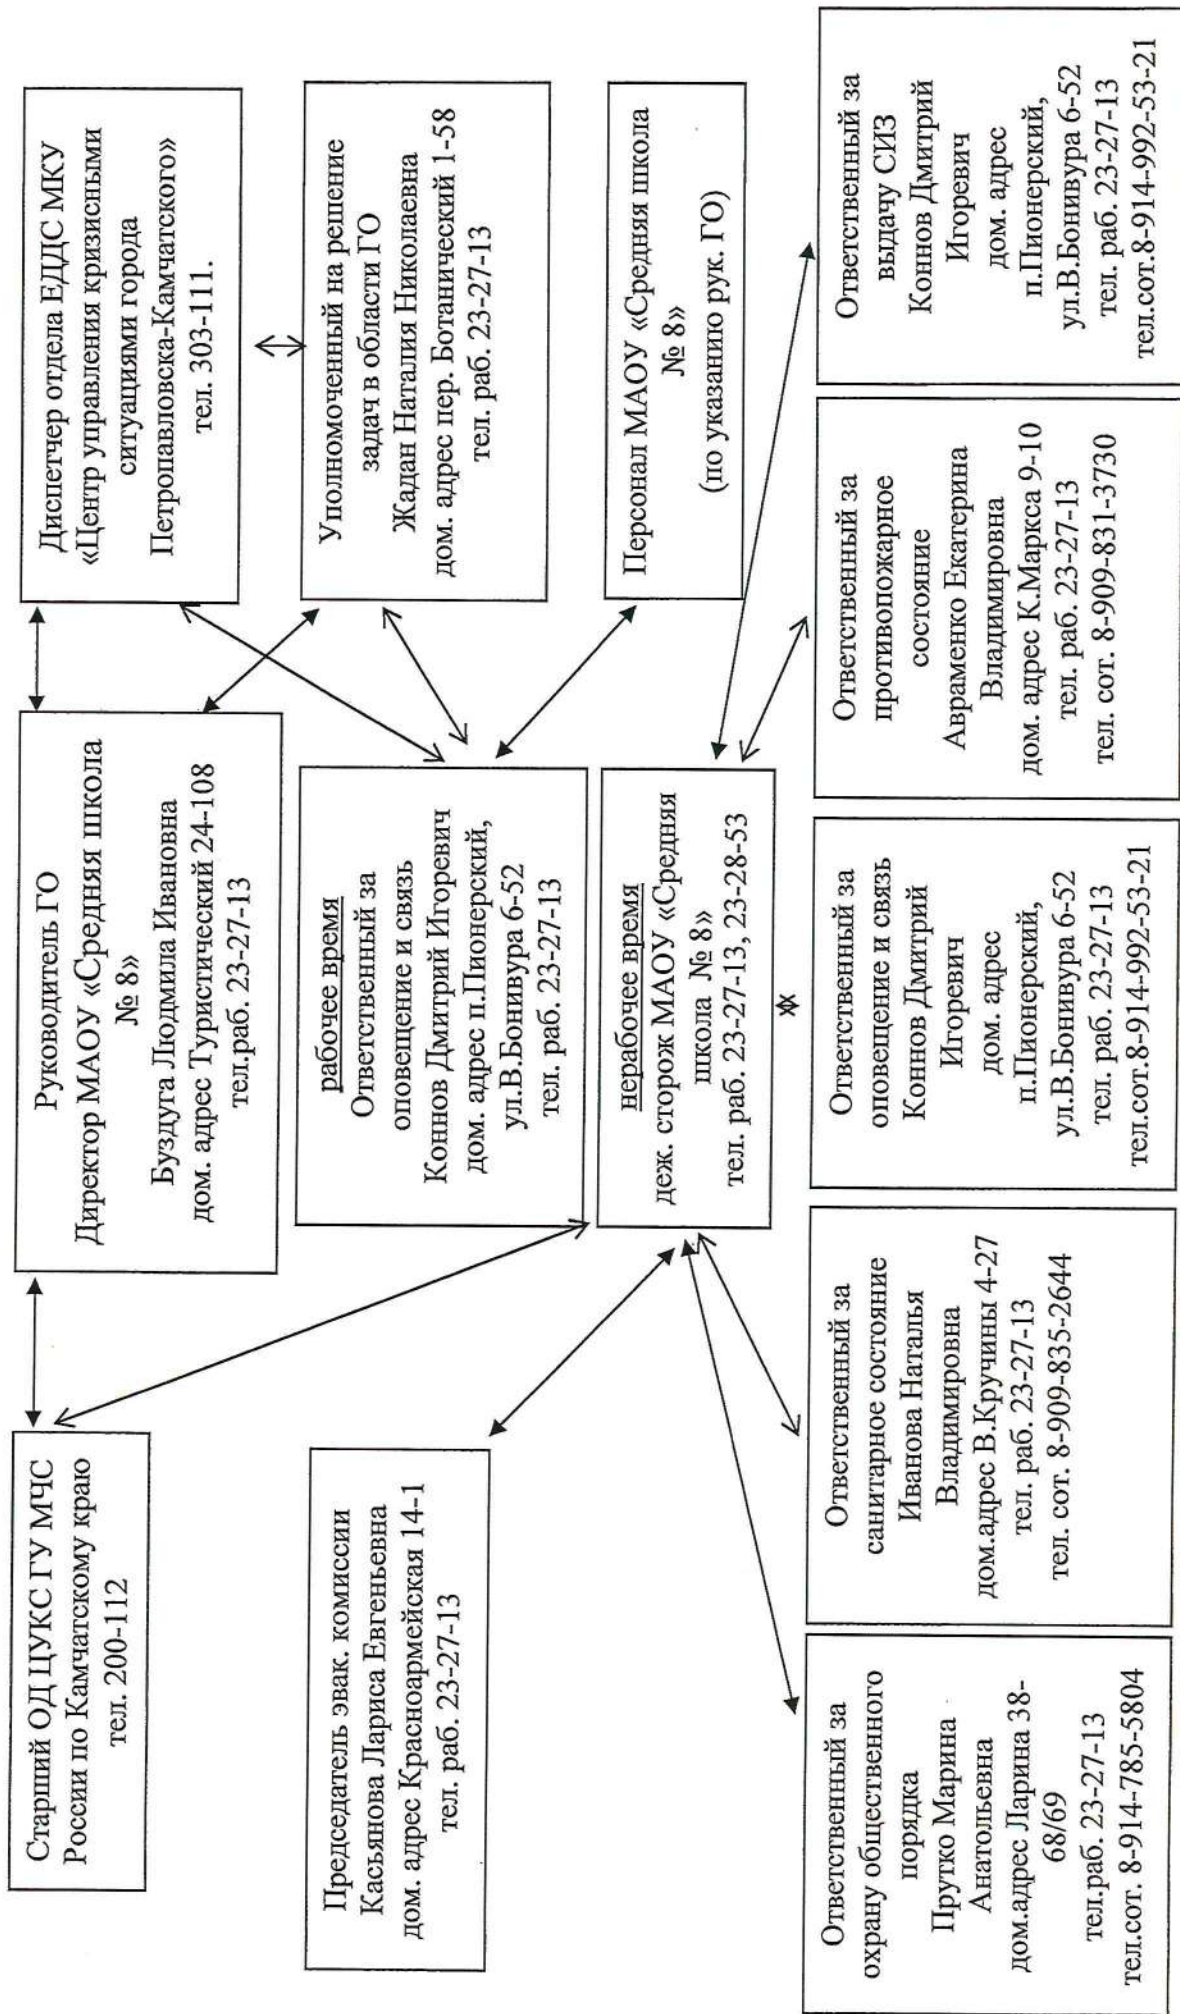 Старший ОД ЦУКС ГУ МЧС
России по Камчатскому краю
тел. 200-112
Руководитель ГО
Директор МАОУ «Средняя школа
№ 8»
Буздуга Людмила Ивановна
дом. адрес Туристический 24-108
тел.раб. 23-27-13
Диспетчер отдела ЕДДС МКУ
«Центр управления кризисными
ситуациями города
Петропавловска-Камчатского»
тел. 303-111.
Председатель эвак. комиссии
Касьянова Лариса Евгеньевна
дом. адрес Красноармейская 14-1
тел. раб. 23-27-13
рабочее время
Ответственный за
оповещение и связь
Коннов Дмитрий Игоревич
дом. адрес п.Пионерский,
ул.В.Бонивура 6-52
тел. раб. 23-27-13
Уполномоченный на решение
задач в области ГО
Жадан Наталия Николаевна
дом. адрес пер. Ботанический 1-58
тел. раб. 23-27-13
нерабочее время
деж. сторож МАОУ «Средняя
школа № 8»
тел. раб. 23-27-13, 23-28-53
Персонал МАОУ «Средняя школа
№ 8»
(по указанию рук. ГО)
Ответственный за
охрану общественного
порядка
Прутко Марина
Анатольевна
дом.адрес Ларина 38-
68/69
тел.раб. 23-27-13
тел.сот. 8-914-785-5804
Ответственный за
санитарное состояние
Иванова Наталья
Владимировна
дом.адрес В.Кручины 4-27
тел. раб. 23-27-13
тел. сот. 8-909-835-2644
Ответственный за
оповещение и связь
Коннов Дмитрий
Игоревич
дом. адрес
п.Пионерский,
ул.В.Бонивура 6-52
тел. раб. 23-27-13
тел.сот.8-914-992-53-21
Ответственный за
противопожарное
состояние
Авраменко Екатерина
Владимировна
дом. адрес К.Маркса 9-10
тел. раб. 23-27-13
тел. сот. 8-909-831-3730
Ответственный за
выдачу СИЗ
Коннов Дмитрий
Игоревич
дом. адрес
п.Пионерский,
ул.В.Бонивура 6-52
тел. раб. 23-27-13
тел.сот.8-914-992-53-21